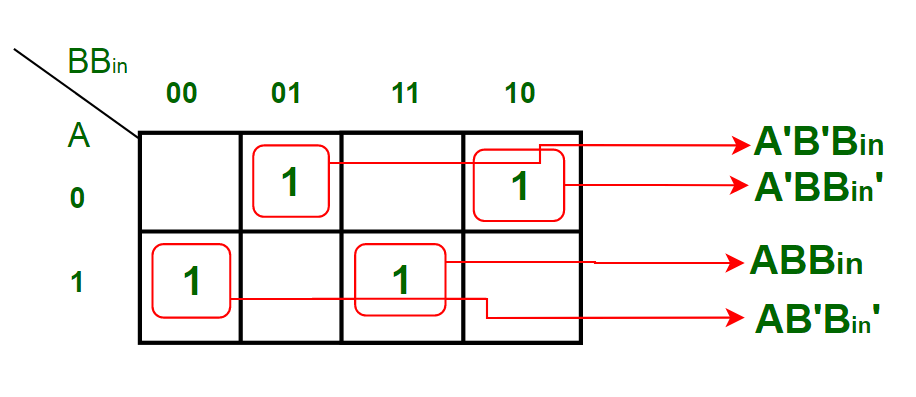 BBin
00 01 11 10
A
A'B'Bin
0 1 1
A'BBin'
1 1 1
ABBin
AB'Bin'